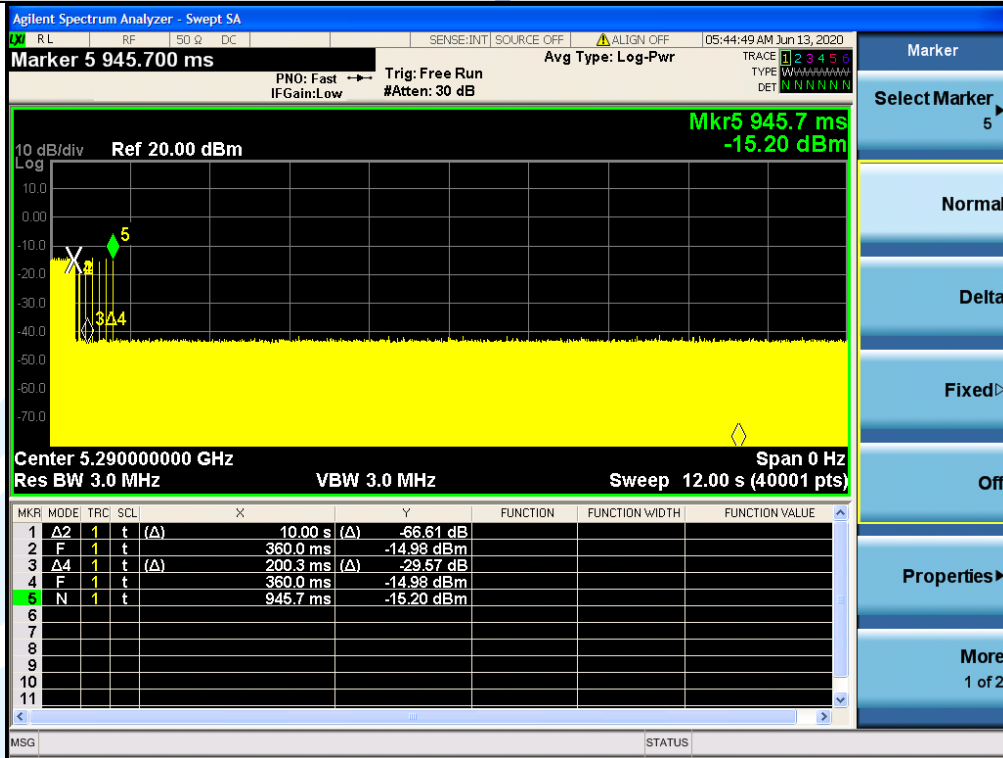 Agilent Spectrum Analyzer - Swept SA
LXI RL RF 50 Ω DC SENSE:INT SOURCE OFF ALIGN OFF 05:44:49 AM Jun 13, 2020
Marker 5 945.700 ms
PNO: Fast
IFGain:Low
Trig: Free Run
#Atten: 30 dB
Avg Type: Log-Pwr
TRACE 1 2 3 4 5 6
TYPE
DET N N N N N N
Mkr5 945.7 ms
-15.20 dBm
10 dB/div Ref 20.00 dBm
Log
10.0
0.00
-10.0
-20.0
-30.0
-40.0
-50.0
-60.0
-70.0
5
3Δ4
Center 5.290000000 GHz Span 0 Hz
Res BW 3.0 MHz VBW 3.0 MHz Sweep 12.00 s (40001 pts)
MKR MODE TRC SCL X Y FUNCTION FUNCTION WIDTH FUNCTION VALUE
1 Δ2 1 t (Δ) 10.00 s (Δ) -66.61 dB
2 F 1 t 360.0 ms -14.98 dBm
3 Δ4 1 t (Δ) 200.3 ms (Δ) -29.57 dB
4 F 1 t 360.0 ms -14.98 dBm
5 N 1 t 945.7 ms -15.20 dBm
6
7
8
9
10
11
MSG STATUS
Marker
Select Marker
5
Normal
Delta
Fixed
Off
Properties
More
1 of 2